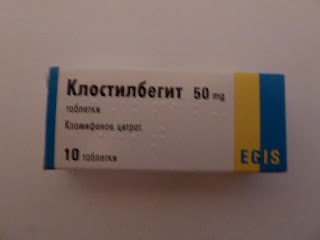 Клостилбегит 50 mg
таблетки
Кломифенов цитрат
10 таблетки
EGIS